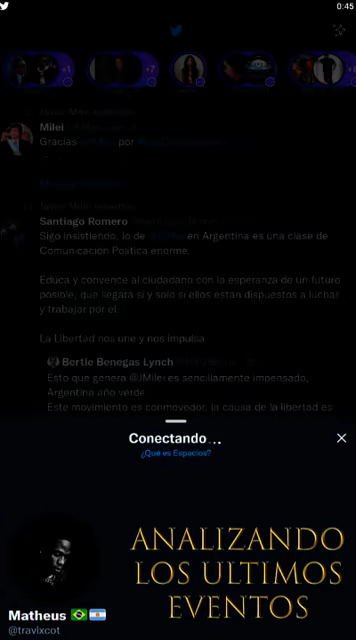 0:45
+1
+7
Milei
Gracias por
Santiago Romero
Sigo insistiendo, lo de en Argentina es una clase de
Comunicación Poética enorme.
Educa y convence al ciudadano con la esperanza de un futuro
posible, que llegará si y solo si ellos están dispuestos a luchar
y trabajar por el.
La Libertad nos une y nos impulsa
Bertie Benegas Lynch
Esto que genera @JMilei es sencillamente impensado,
Argentina año verde
Este movimiento es conmovedor, la causa de la libertad es
Conectando...
¿Qué es Espacios?
ANALIZANDO
LOS ULTIMOS
EVENTOS
Matheus 🇧🇷 🇦🇷
@travixcot